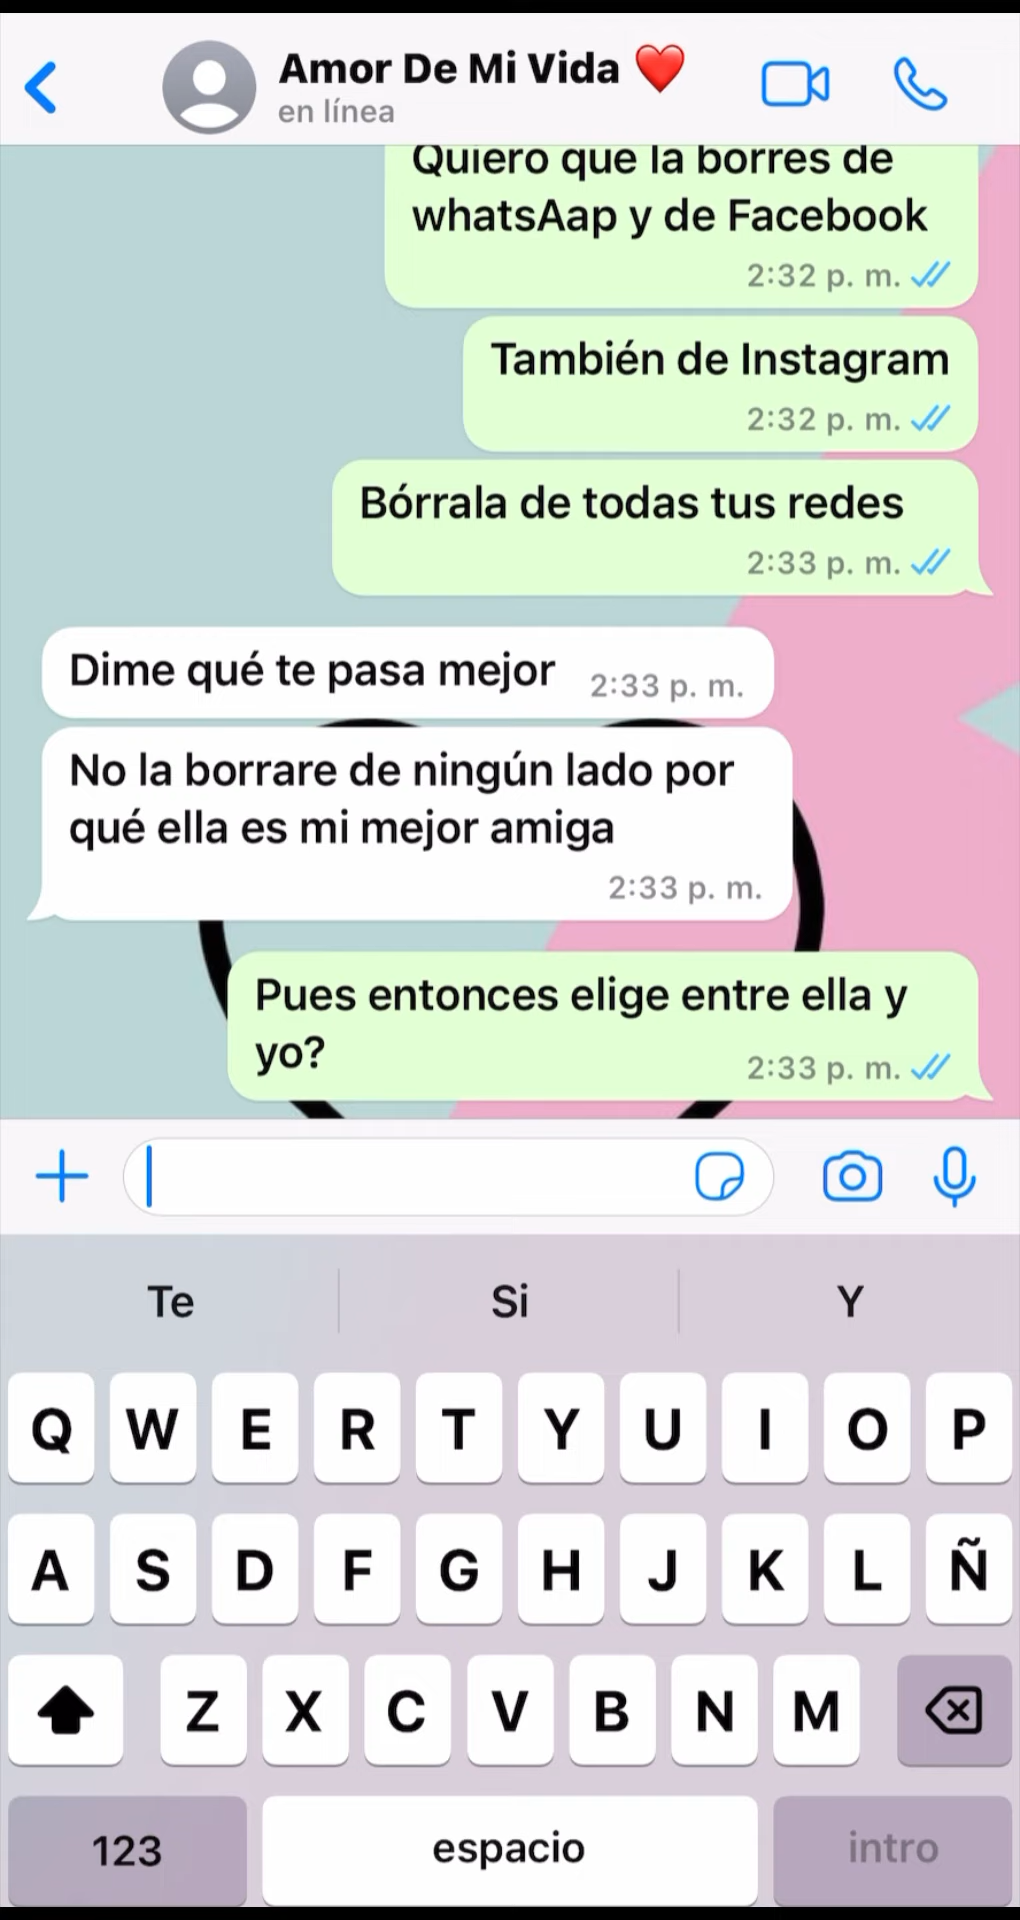 Amor De Mi Vida ❤️
en línea
Quiero que la borres de
whatsAap y de Facebook
2:32 p. m.
También de Instagram
2:32 p. m.
Bórrala de todas tus redes
2:33 p. m.
Dime qué te pasa mejor 2:33 p. m.
No la borrare de ningún lado por
qué ella es mi mejor amiga
2:33 p. m.
Pues entonces elige entre ella y
yo? 2:33 p. m.
Te Si Y
Q W E R T Y U I O P
A S D F G H J K L Ñ
Z X C V B N M
123 espacio intro